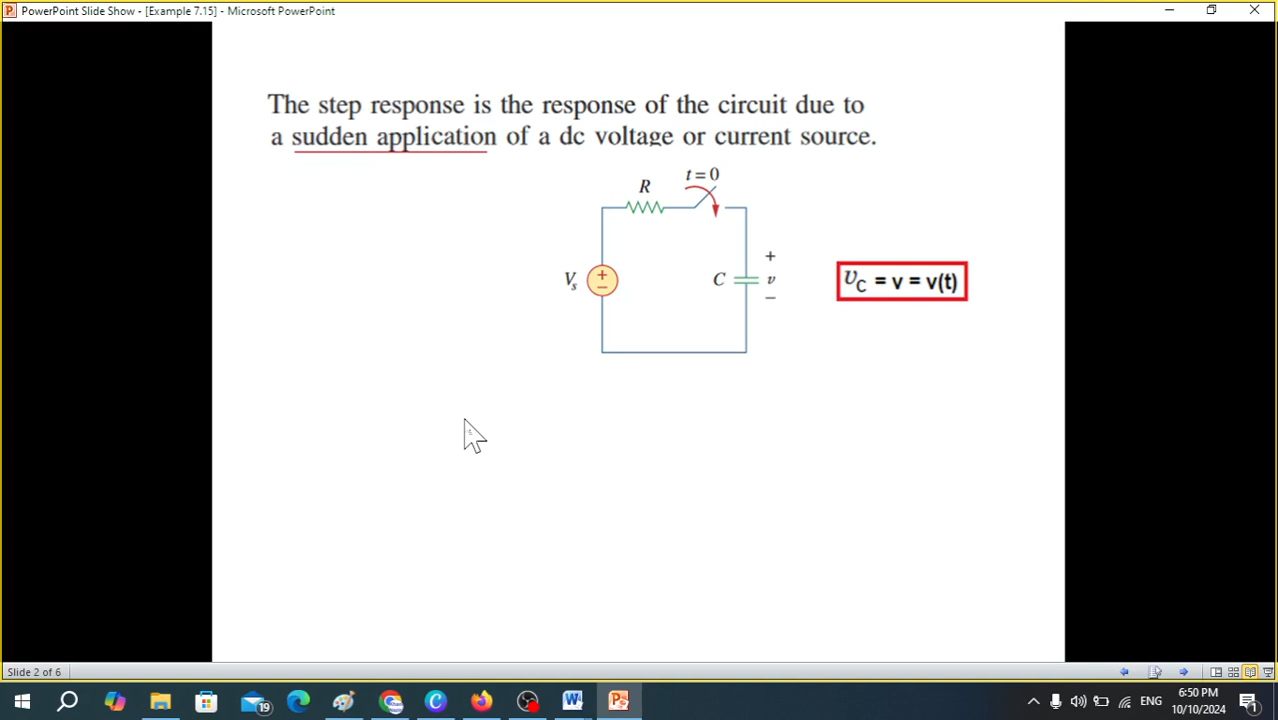 PowerPoint Slide Show - [Example 7.15] - Microsoft PowerPoint
The step response is the response of the circuit due to
a sudden application of a dc voltage or current source.
t = 0
R
+
Vs + − C v υC = v = v(t)
−
Slide 2 of 6
19 W P ENG 6:50 PM
10/10/2024 1